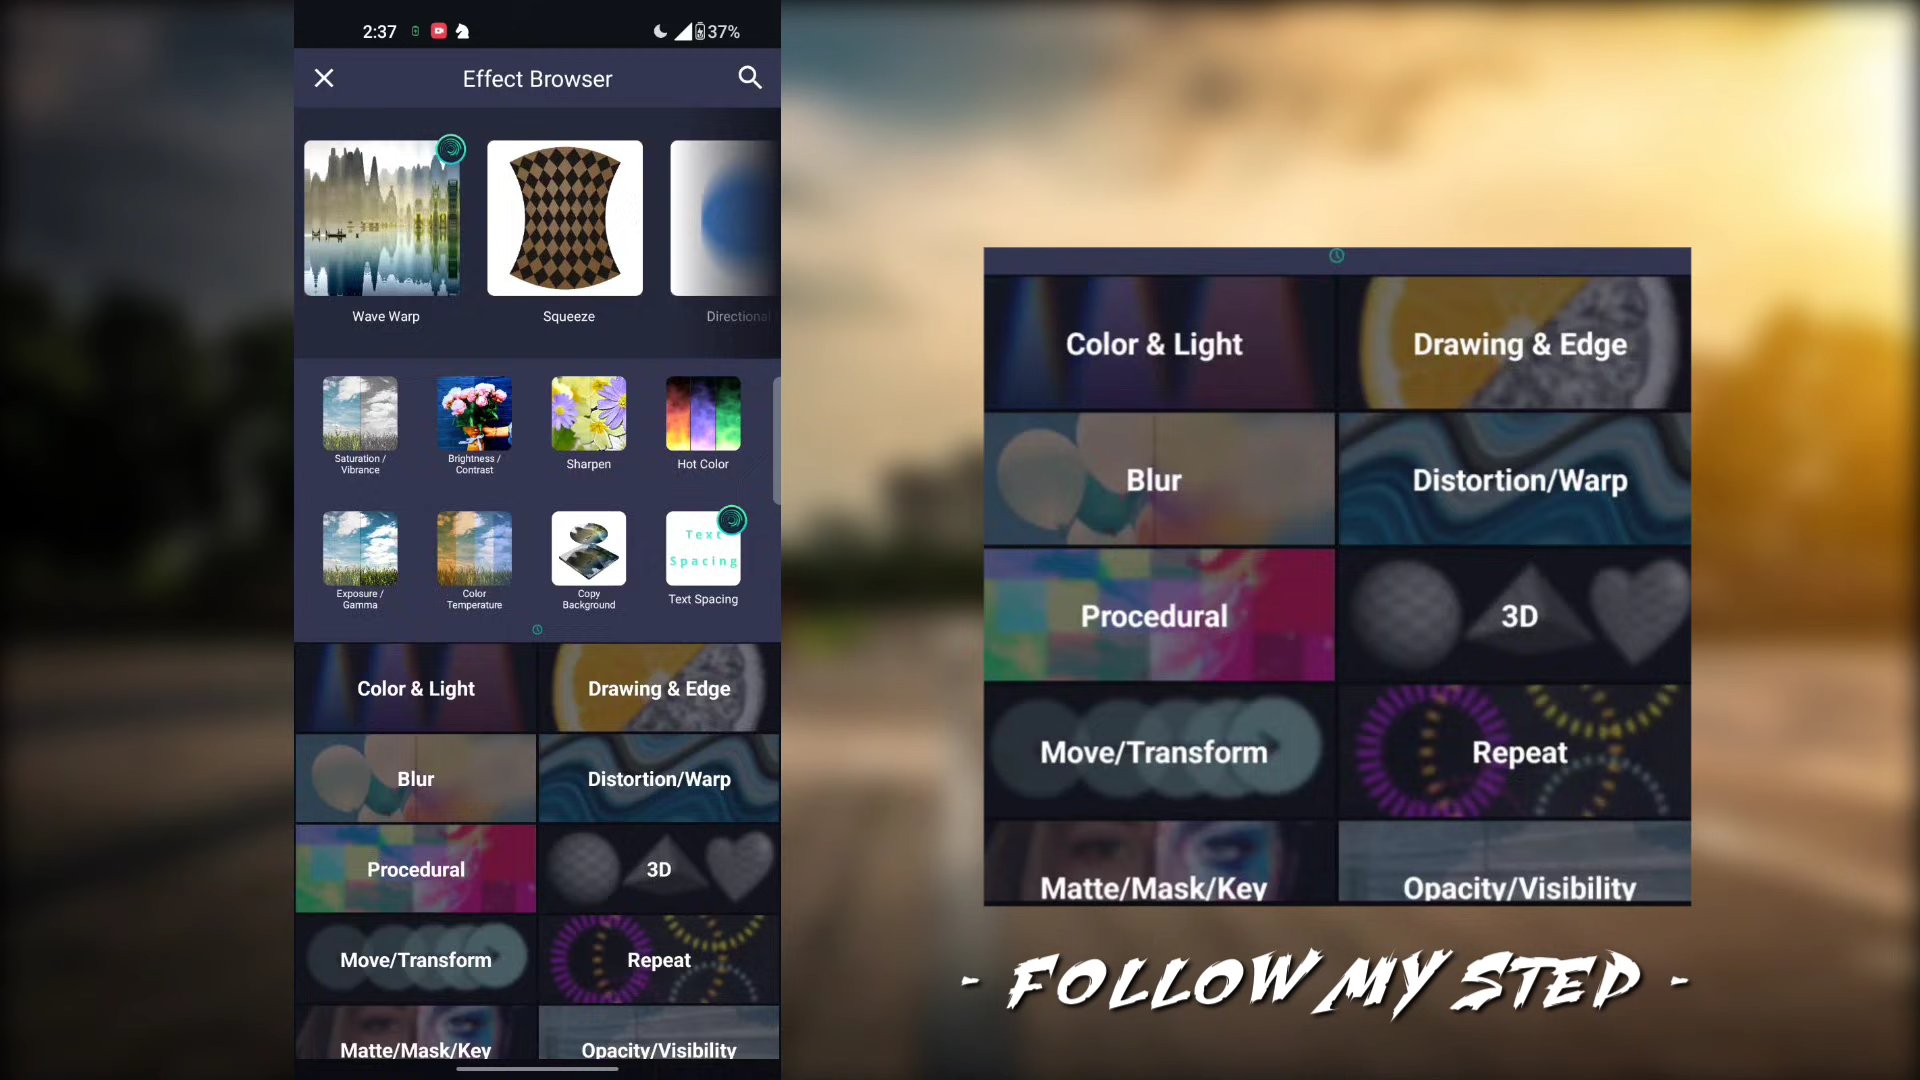 2:37
37%
Effect Browser
Wave Warp
Squeeze
Directional
Saturation /
Vibrance
Brightness /
Contrast
Sharpen
Hot Color
Text
Spacing
Exposure /
Gamma
Color
Temperature
Copy
Background
Text Spacing
Color & Light
Drawing & Edge
Blur
Distortion/Warp
Procedural
3D
Move/Transform
Repeat
Matte/Mask/Key
Opacity/Visibility
Color & Light
Drawing & Edge
Blur
Distortion/Warp
Procedural
3D
Move/Transform
Repeat
Matte/Mask/Key
Opacity/Visibility
- FOLLOW MY STEP -